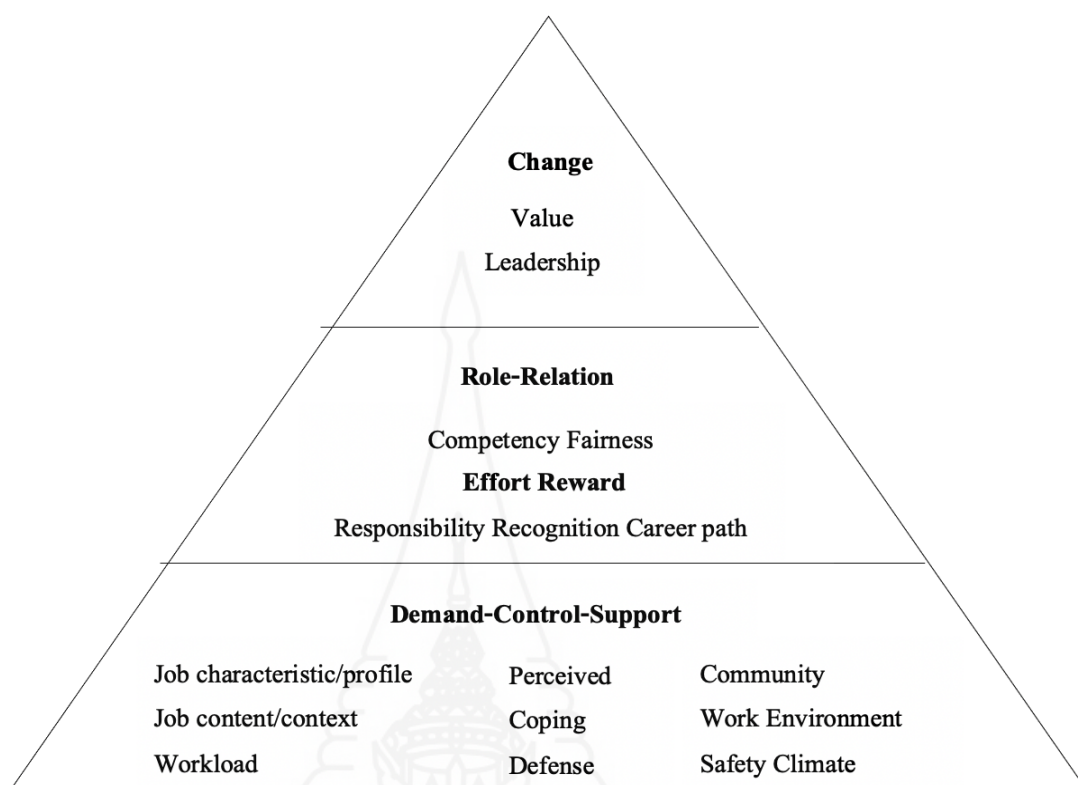 Change
Value
Leadership
Role-Relation
Competency Fairness
Effort Reward
Responsibility Recognition Career path
Demand-Control-Support
Job characteristic/profile Perceived Community
Job content/context Coping Work Environment
Workload Defense Safety Climate